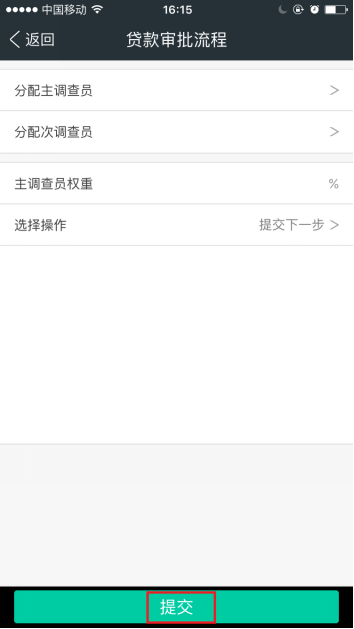 中国移动 16:15
返回 贷款审批流程
分配主调查员 >
分配次调查员 >
主调查员权重 %
选择操作 提交下一步 >
提交